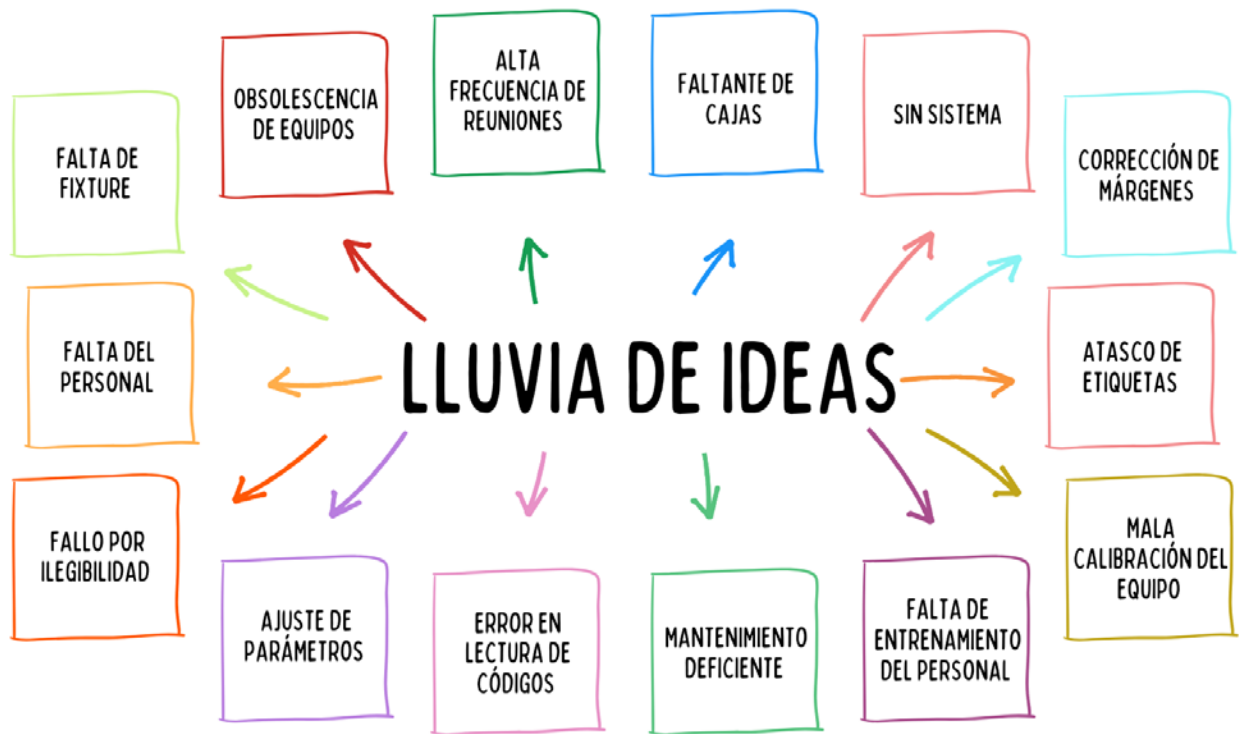 OBSOLESCENCIA
DE EQUIPOS
ALTA
FRECUENCIA DE
REUNIONES
FALTANTE DE
CAJAS
SIN SISTEMA
FALTA DE
FIXTURE
CORRECCIÓN DE
MÁRGENES
FALTA DEL
PERSONAL
LLUVIA DE IDEAS
ATASCO DE
ETIQUETAS
FALLO POR
ILEGIBILIDAD
AJUSTE DE
PARÁMETROS
ERROR EN
LECTURA DE
CÓDIGOS
MANTENIMIENTO
DEFICIENTE
FALTA DE
ENTRENAMIENTO
DEL PERSONAL
MALA
CALIBRACIÓN DEL
EQUIPO